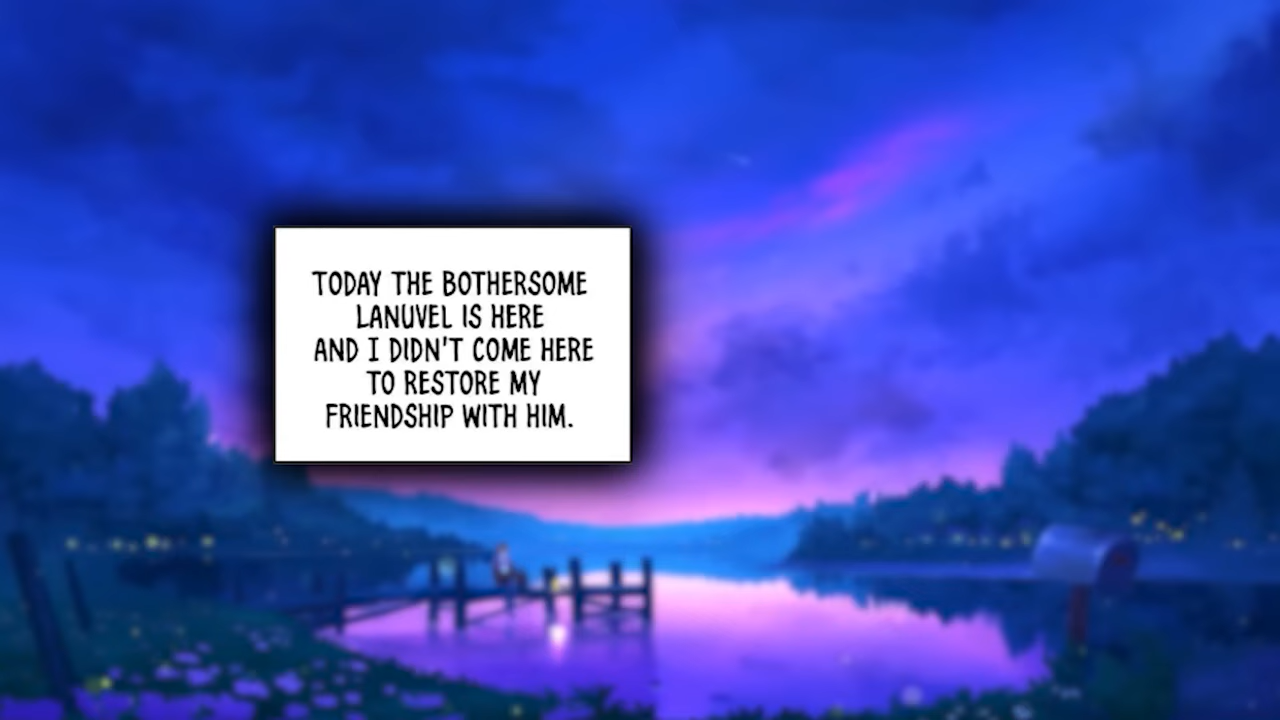 TODAY THE BOTHERSOME
LANUVEL IS HERE
AND I DIDN'T COME HERE
TO RESTORE MY
FRIENDSHIP WITH HIM.